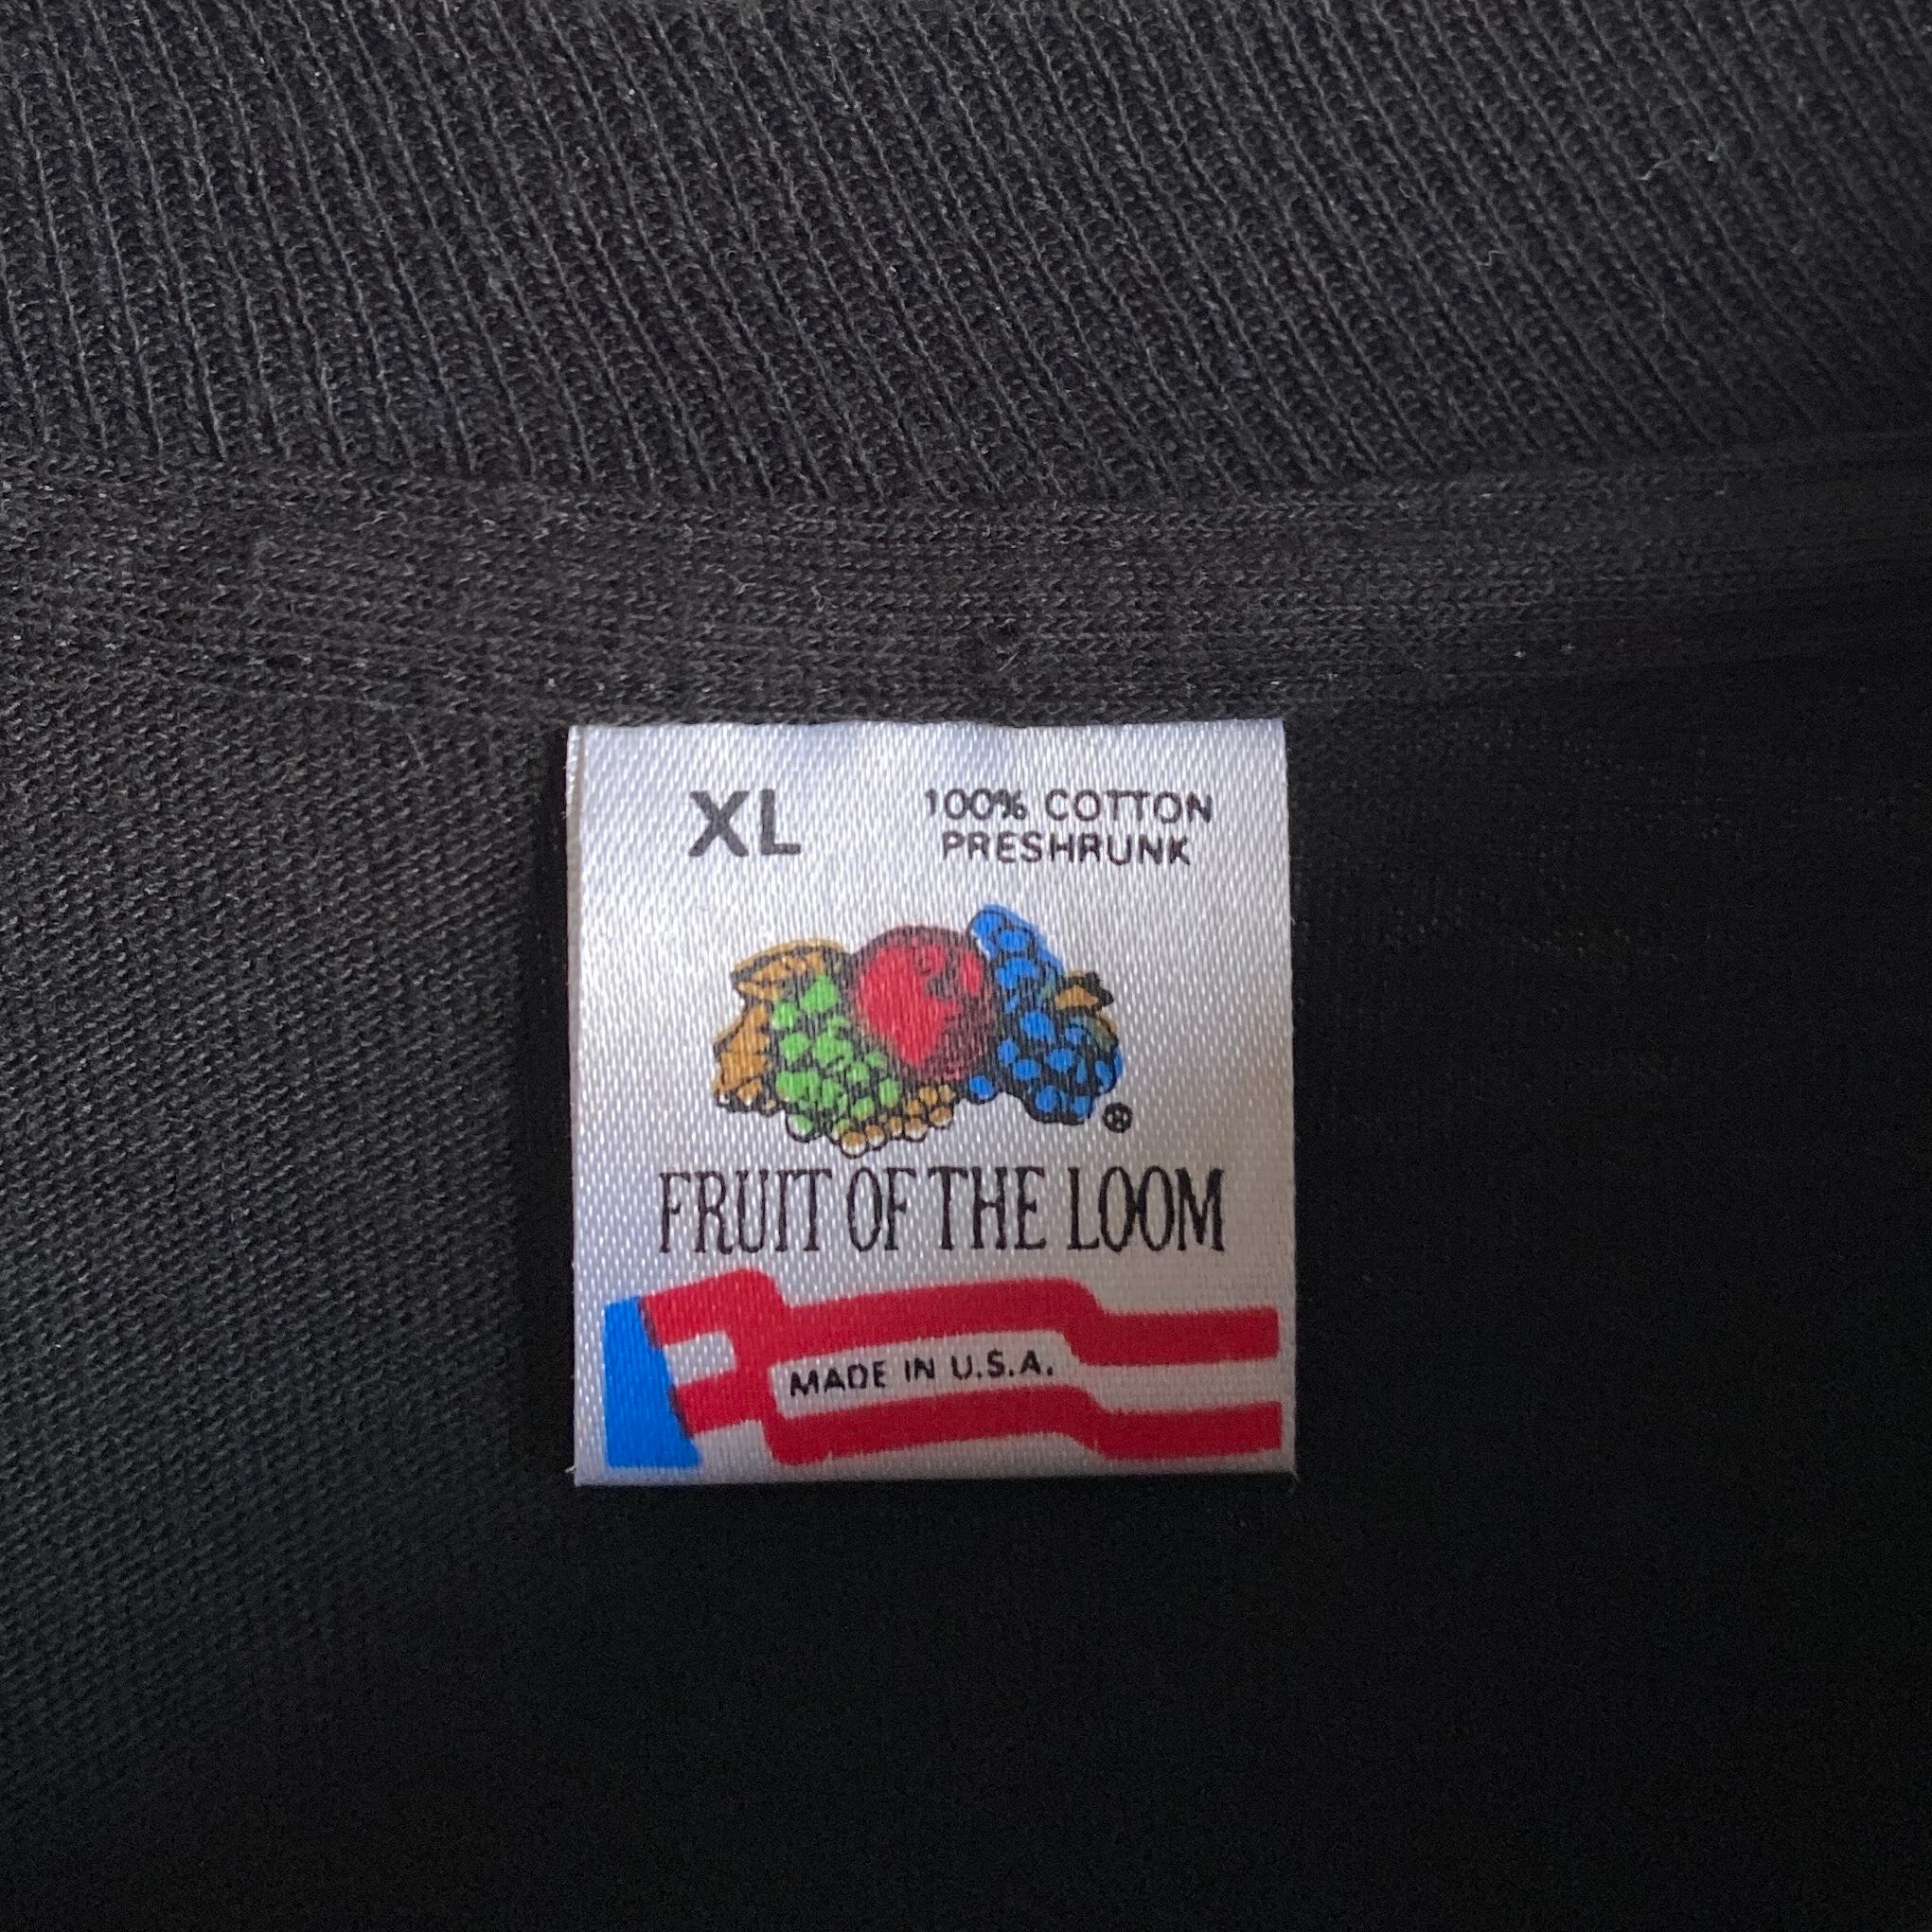 XL
100% COTTON
PRESHRUNK
®
FRUIT OF THE LOOM
MADE IN U.S.A.